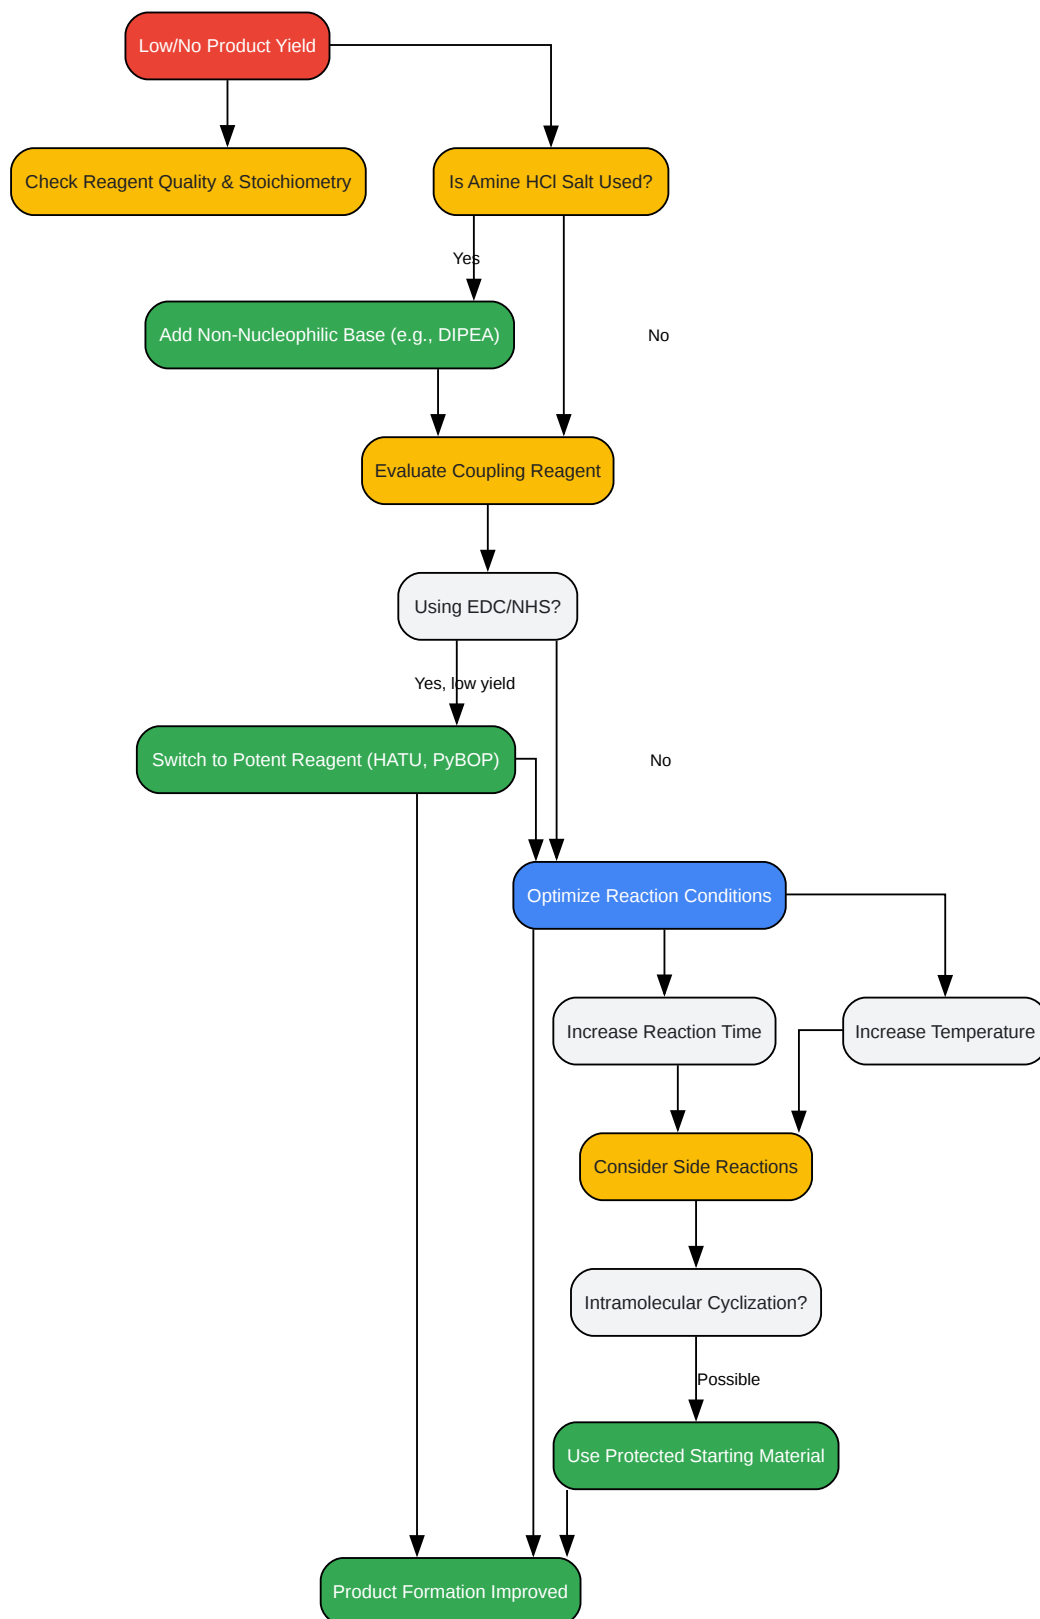 Low/No Product Yield
Check Reagent Quality & Stoichiometry
Is Amine HCl Salt Used?
Yes
Add Non-Nucleophilic Base (e.g., DIPEA)
No
Evaluate Coupling Reagent
Using EDC/NHS?
Yes, low yield
Switch to Potent Reagent (HATU, PyBOP)
No
Optimize Reaction Conditions
Increase Reaction Time
Increase Temperature
Consider Side Reactions
Intramolecular Cyclization?
Possible
Use Protected Starting Material
Product Formation Improved